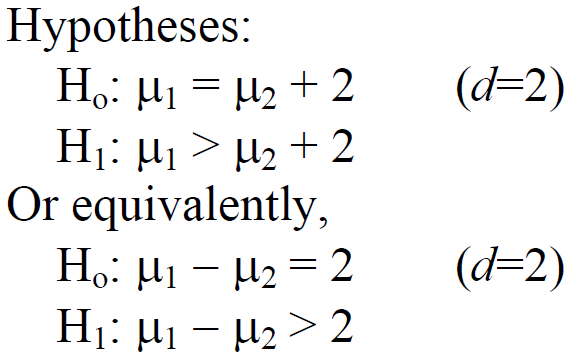 Hypotheses:
Hₒ: μ₁ = μ₂ + 2 (d=2)
H₁: μ₁ > μ₂ + 2
Or equivalently,
Hₒ: μ₁ – μ₂ = 2 (d=2)
H₁: μ₁ – μ₂ > 2